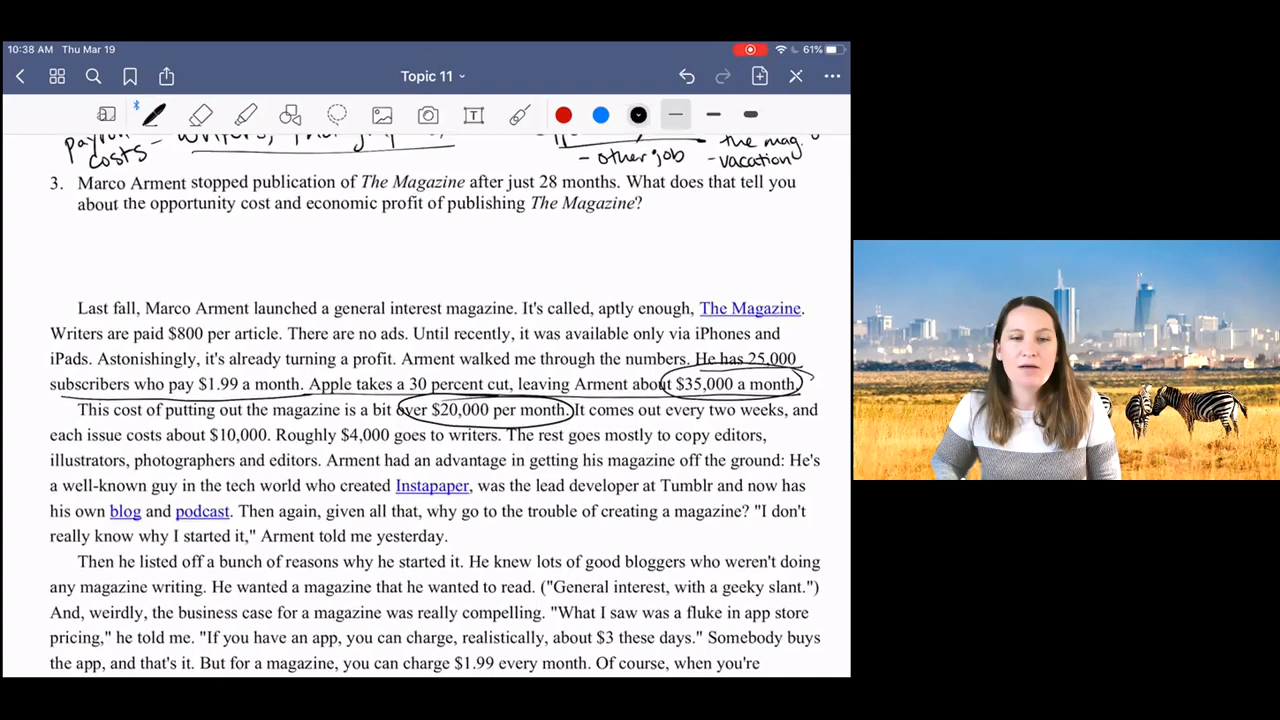 10:38 AM Thu Mar 19
61%
Topic 11
payroll
costs - writers,
- other job
the mag.
- vacation
3. Marco Arment stopped publication of The Magazine after just 28 months. What does that tell you
about the opportunity cost and economic profit of publishing The Magazine?
Last fall, Marco Arment launched a general interest magazine. It's called, aptly enough, The Magazine.
Writers are paid $800 per article. There are no ads. Until recently, it was available only via iPhones and
iPads. Astonishingly, it's already turning a profit. Arment walked me through the numbers. He has 25,000
subscribers who pay $1.99 a month. Apple takes a 30 percent cut, leaving Arment about $35,000 a month.
This cost of putting out the magazine is a bit over $20,000 per month. It comes out every two weeks, and
each issue costs about $10,000. Roughly $4,000 goes to writers. The rest goes mostly to copy editors,
illustrators, photographers and editors. Arment had an advantage in getting his magazine off the ground: He's
a well-known guy in the tech world who created Instapaper, was the lead developer at Tumblr and now has
his own blog and podcast. Then again, given all that, why go to the trouble of creating a magazine? "I don't
really know why I started it," Arment told me yesterday.
Then he listed off a bunch of reasons why he started it. He knew lots of good bloggers who weren't doing
any magazine writing. He wanted a magazine that he wanted to read. ("General interest, with a geeky slant.")
And, weirdly, the business case for a magazine was really compelling. "What I saw was a fluke in app store
pricing," he told me. "If you have an app, you can charge, realistically, about $3 these days." Somebody buys
the app, and that's it. But for a magazine, you can charge $1.99 every month. Of course, when you're